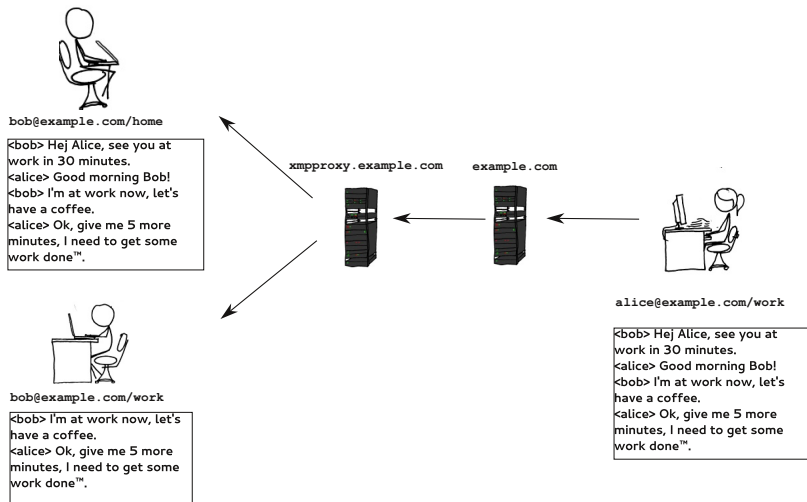 bob@example.com/home
<bob> Hej Alice, see you at
work in 30 minutes.
<alice> Good morning Bob!
<bob> I'm at work now, let's
have a coffee.
<alice> Ok, give me 5 more
minutes, I need to get some
work done™.
xmpproxy.example.com
example.com
alice@example.com/work
<bob> Hej Alice, see you at
work in 30 minutes.
<alice> Good morning Bob!
<bob> I'm at work now, let's
have a coffee.
<alice> Ok, give me 5 more
minutes, I need to get some
work done™.
bob@example.com/work
<bob> I'm at work now, let's
have a coffee.
<alice> Ok, give me 5 more
minutes, I need to get some
work done™.